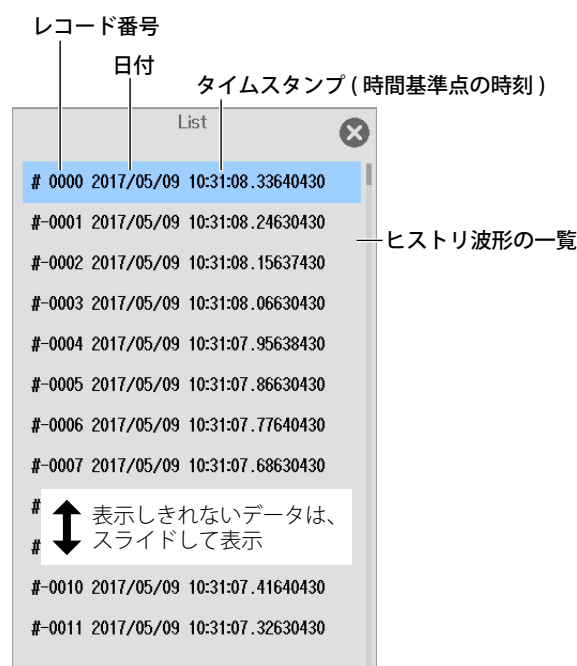 レコード番号
日付
タイムスタンプ ( 時間基準点の時刻 )
List
# 0000 2017/05/09 10:31:08.33640430
#-0001 2017/05/09 10:31:08.24630430
ヒストリ波形の一覧
#-0002 2017/05/09 10:31:08.15637430
#-0003 2017/05/09 10:31:08.06630430
#-0004 2017/05/09 10:31:07.95638430
#-0005 2017/05/09 10:31:07.86630430
#-0006 2017/05/09 10:31:07.77640430
#-0007 2017/05/09 10:31:07.68630430
#
表示しきれないデータは、
#
スライドして表示
#-0010 2017/05/09 10:31:07.41640430
#-0011 2017/05/09 10:31:07.32630430